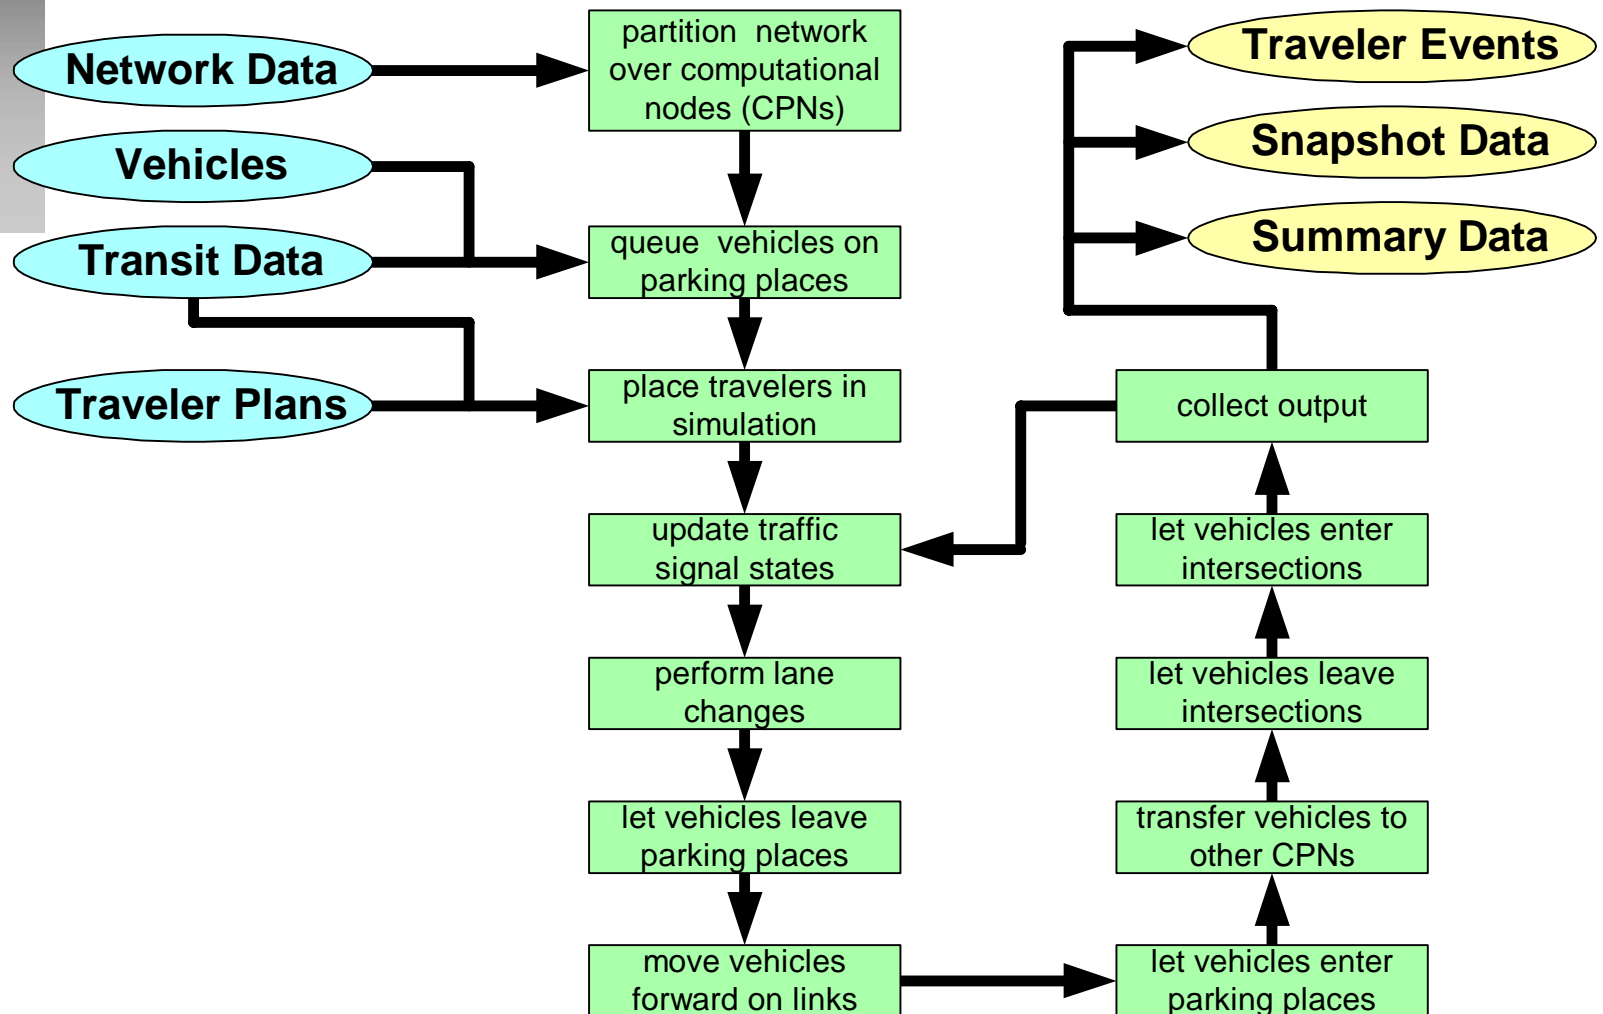 Network Data
Vehicles
Transit Data
Traveler Plans
partition network
over computational
nodes (CPNs)
queue vehicles on
parking places
place travelers in
simulation
update traffic
signal states
perform lane
changes
let vehicles leave
parking places
move vehicles
forward on links
Traveler Events
Snapshot Data
Summary Data
collect output
let vehicles enter
intersections
let vehicles leave
intersections
transfer vehicles to
other CPNs
let vehicles enter
parking places